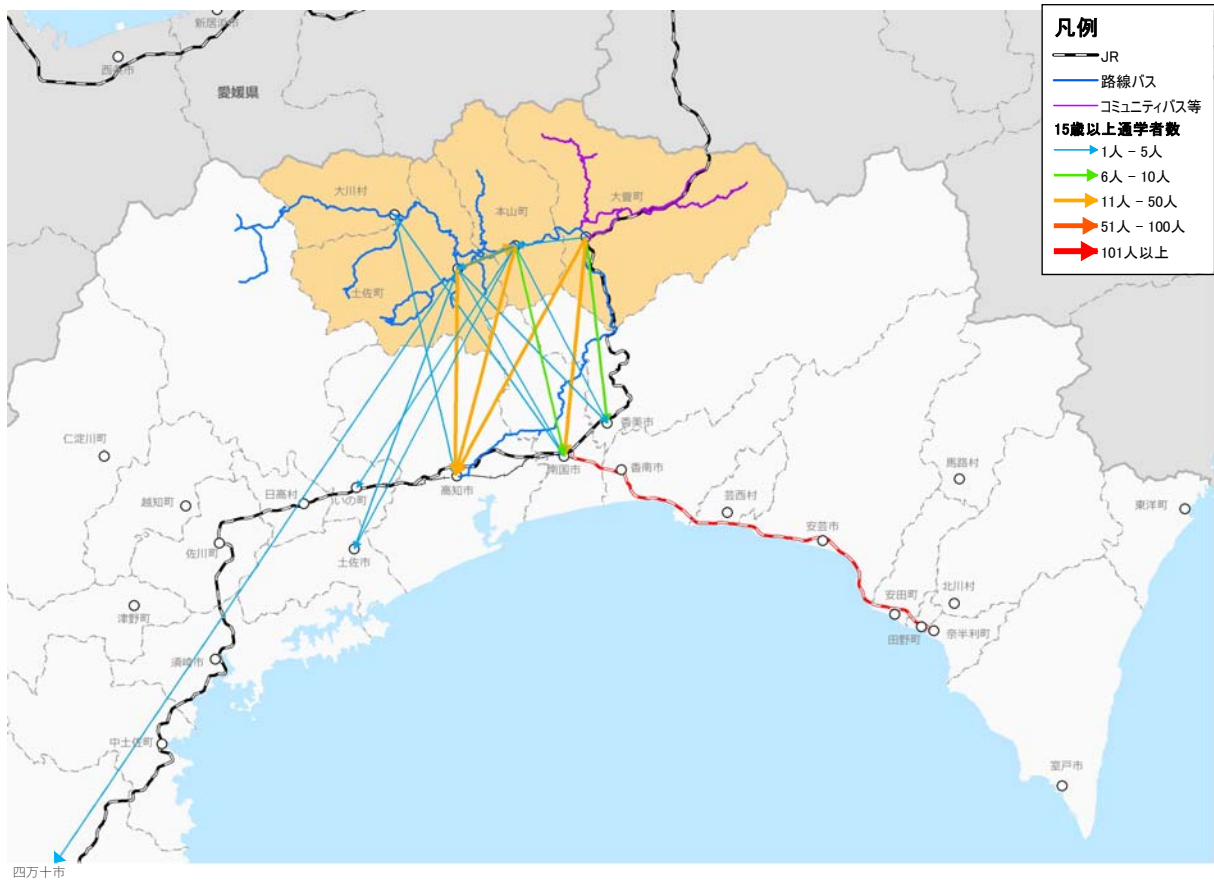 新居浜市
西条市
愛媛県
凡例
JR
路線バス
コミュニティバス等
15歳以上通学者数
1人 - 5人
6人 - 10人
11人 - 50人
51人 - 100人
101人以上
大川村
本山町
大豊町
土佐町
仁淀川町
香美市
南国市
香南市
馬路村
越知町
日高村
いの町
高知市
芸西村
東洋町
佐川町
土佐市
安芸市
津野町
安田町
北川村
田野町
奈半利町
須崎市
中土佐町
室戸市
四万十市